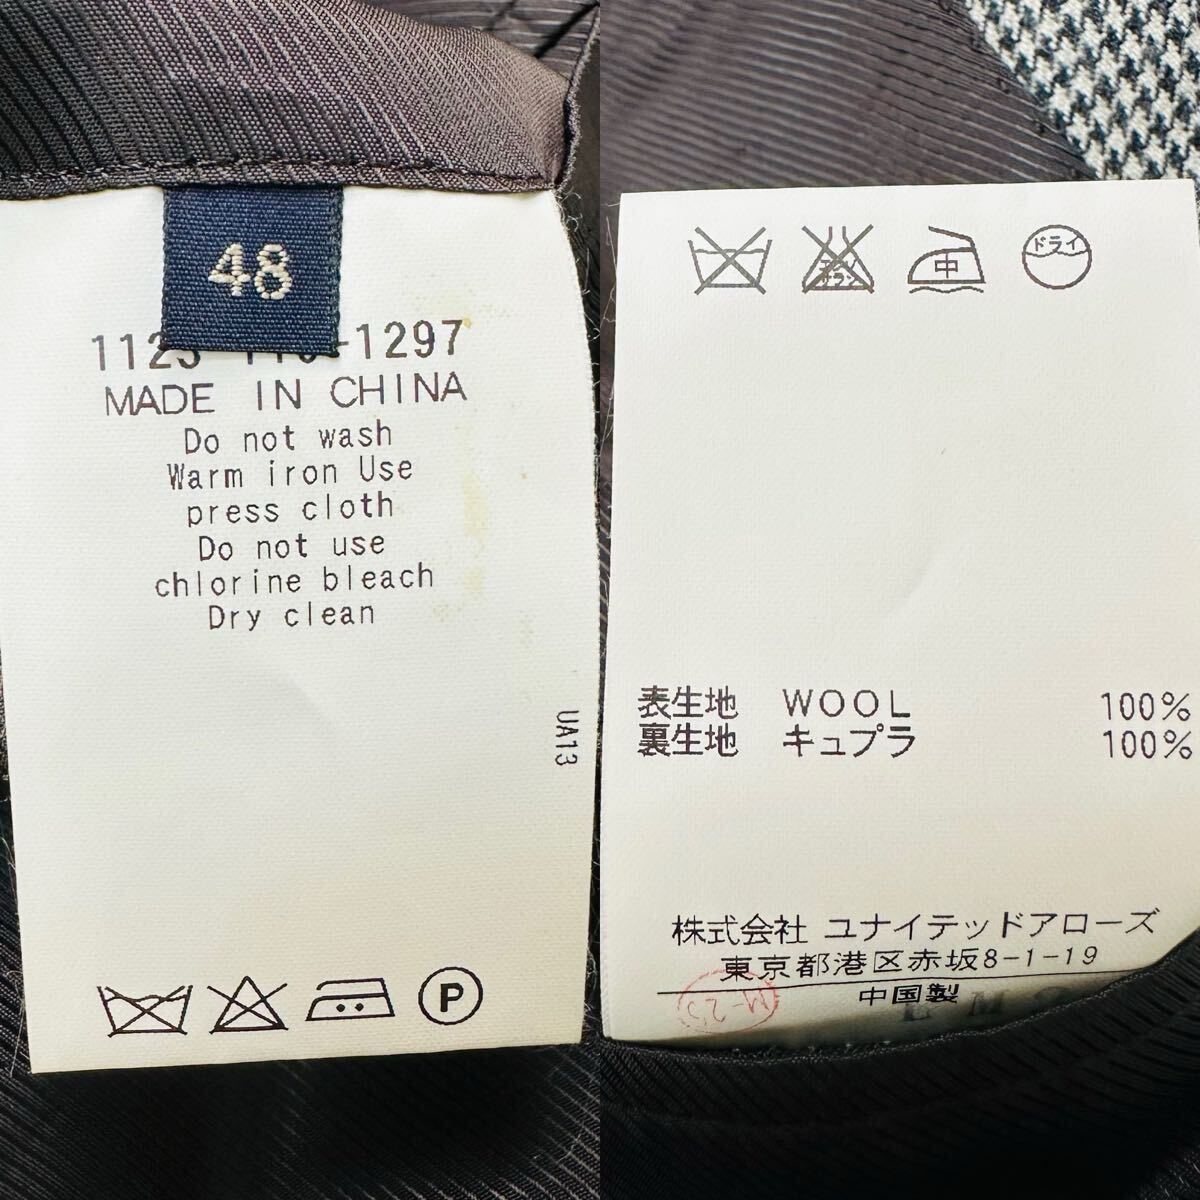 48
-1297
MADE IN CHINA
Do not wash
Warm iron Use
press cloth
Do not use
chlorine bleach
Dry clean
UA13
P
中
ドライ
表生地 WOOL 100%
裏生地 キュプラ 100%
株式会社 ユナイテッドアローズ
東京都港区赤坂8-1-19
中国製
M-23